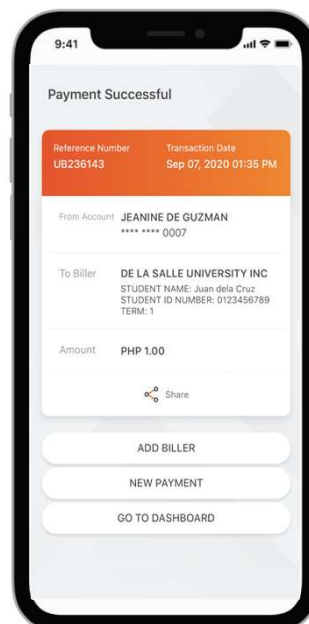 9:41
Payment Successful
Reference Number Transaction Date
UB236143 Sep 07, 2020 01:35 PM
From Account JEANINE DE GUZMAN
**** **** 0007
To Biller DE LA SALLE UNIVERSITY INC
STUDENT NAME: Juan dela Cruz
STUDENT ID NUMBER: 0123456789
TERM: 1
Amount PHP 1.00
Share
ADD BILLER
NEW PAYMENT
GO TO DASHBOARD